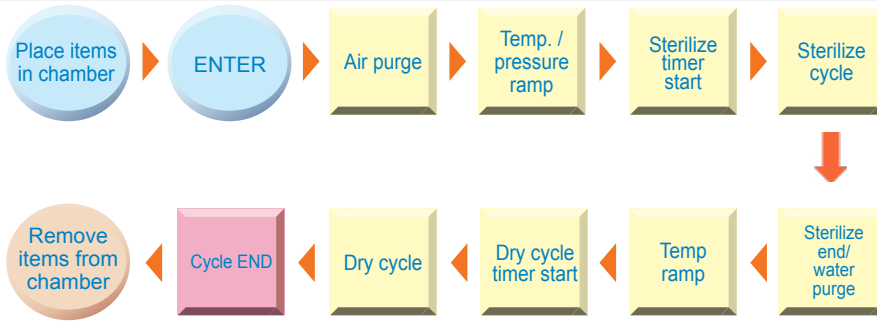 Place items
in chamber
ENTER
Air purge
Temp. /
pressure
ramp
Sterilize
timer
start
Sterilize
cycle
Sterilize
end/
water
purge
Temp
ramp
Dry cycle
timer start
Dry cycle
Cycle END
Remove
items from
chamber